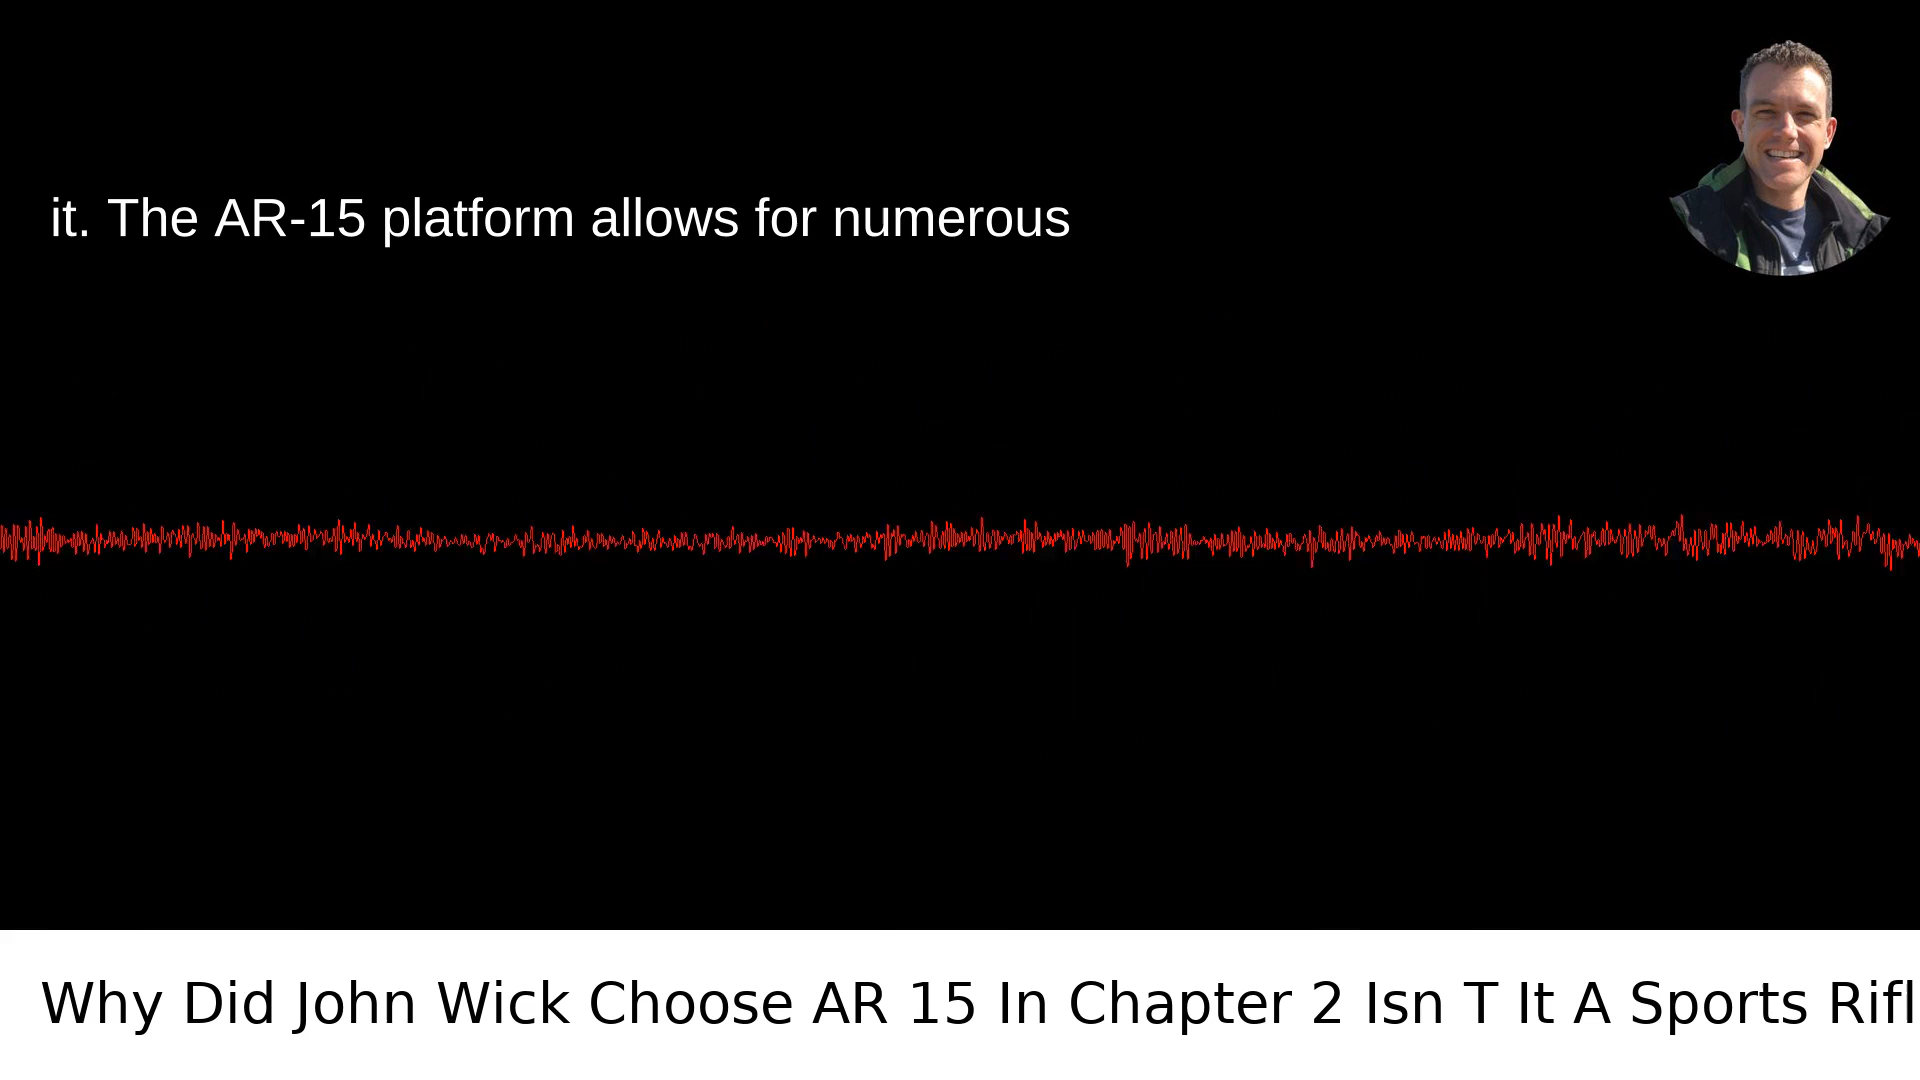 it. The AR-15 platform allows for numerous
Why Did John Wick Choose AR 15 In Chapter 2 Isn T It A Sports Rifl